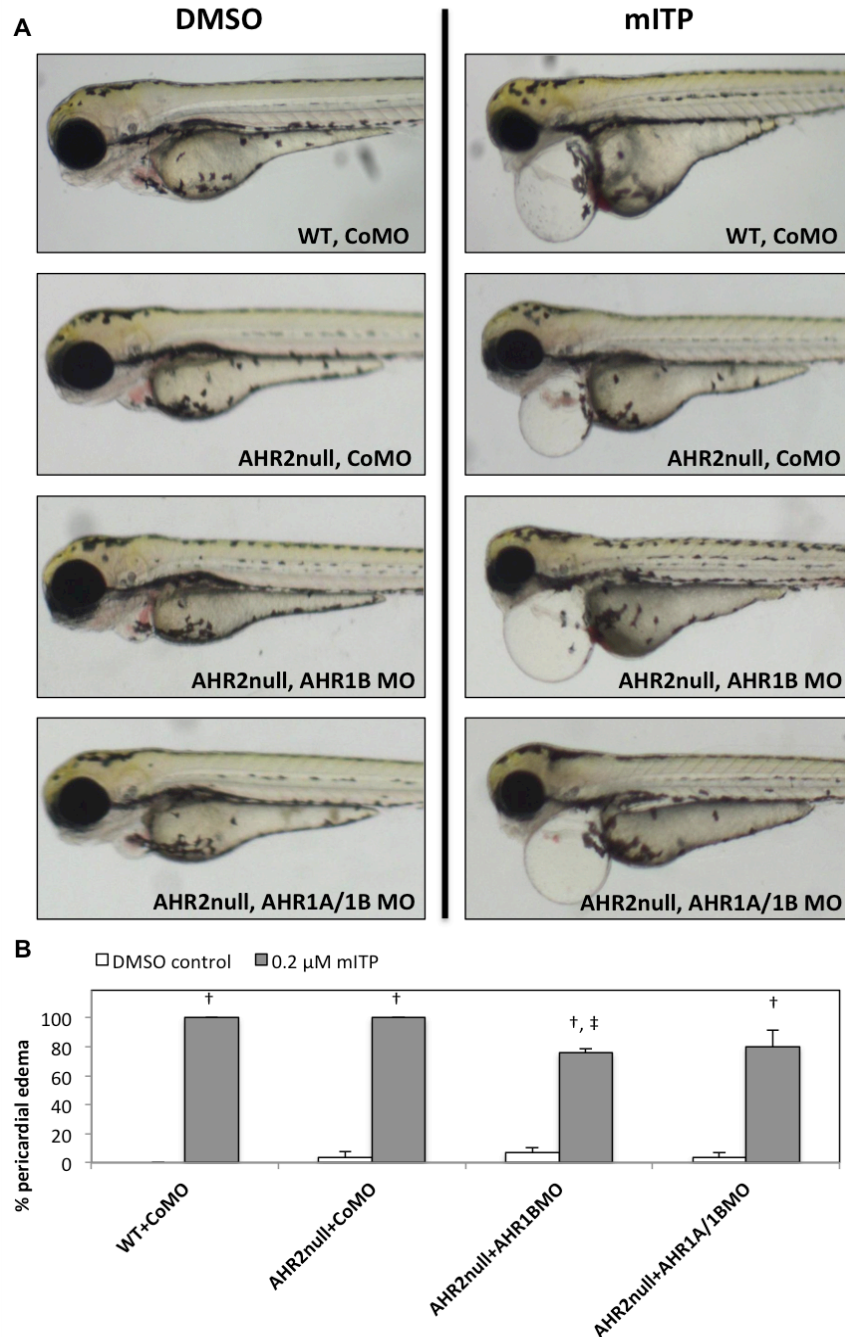 A
DMSO
mITP
WT, CoMO
WT, CoMO
AHR2null, CoMO
AHR2null, CoMO
AHR2null, AHR1B MO
AHR2null, AHR1B MO
AHR2null, AHR1A/1B MO
AHR2null, AHR1A/1B MO
B
DMSO control
0.2 µM mITP
% pericardial edema
100
80
60
40
20
0
†
†
†, ‡
†
WT+CoMO
AHR2null+CoMO
AHR2null+AHR1BMO
AHR2null+AHR1A/1BMO